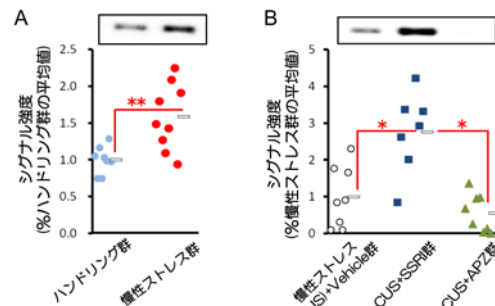 A
シグナル強度
(%ハンドリング群の平均値)
2.5
2.0
1.5
1.0
0.5
0
**
ハンドリング群
慢性ストレス群
B
シグナル強度
(%慢性ストレス群の平均値)
5
4
3
2
1
0
*
*
慢性ストレス
S)+Vehicle群
CUS+SSRI群
CUS+APZ群